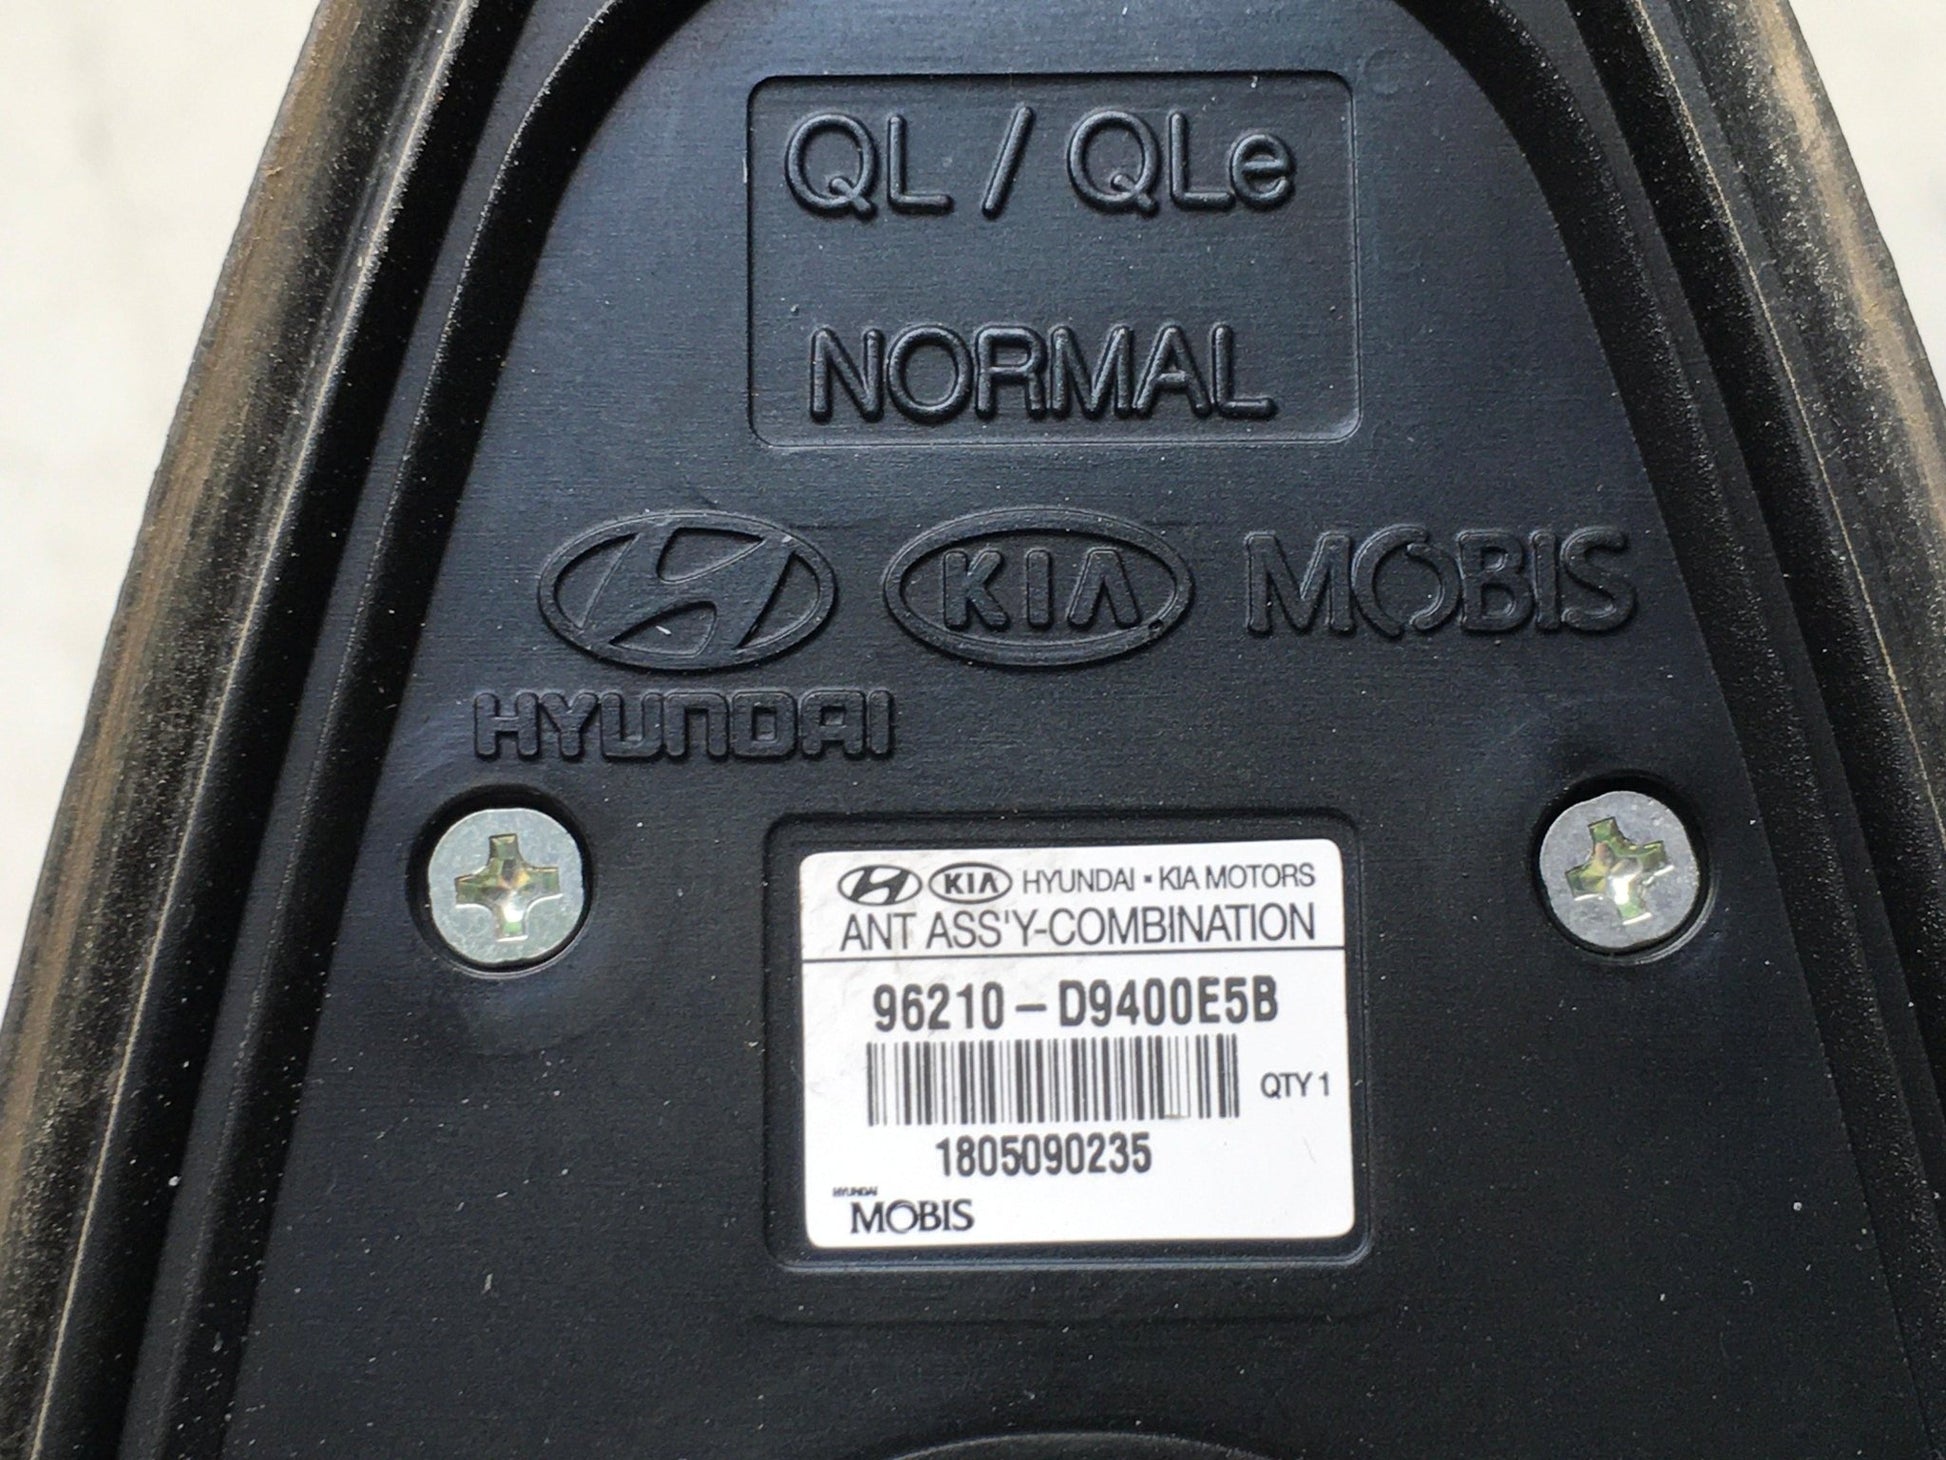 QL / QLe
NORMAL
KIA MOBIS
HYUNDAI
KIA HYUNDAI • KIA MOTORS
ANT ASS'Y-COMBINATION
96210-D9400E5B
QTY 1
1805090235
HYUNDAI
MOBIS